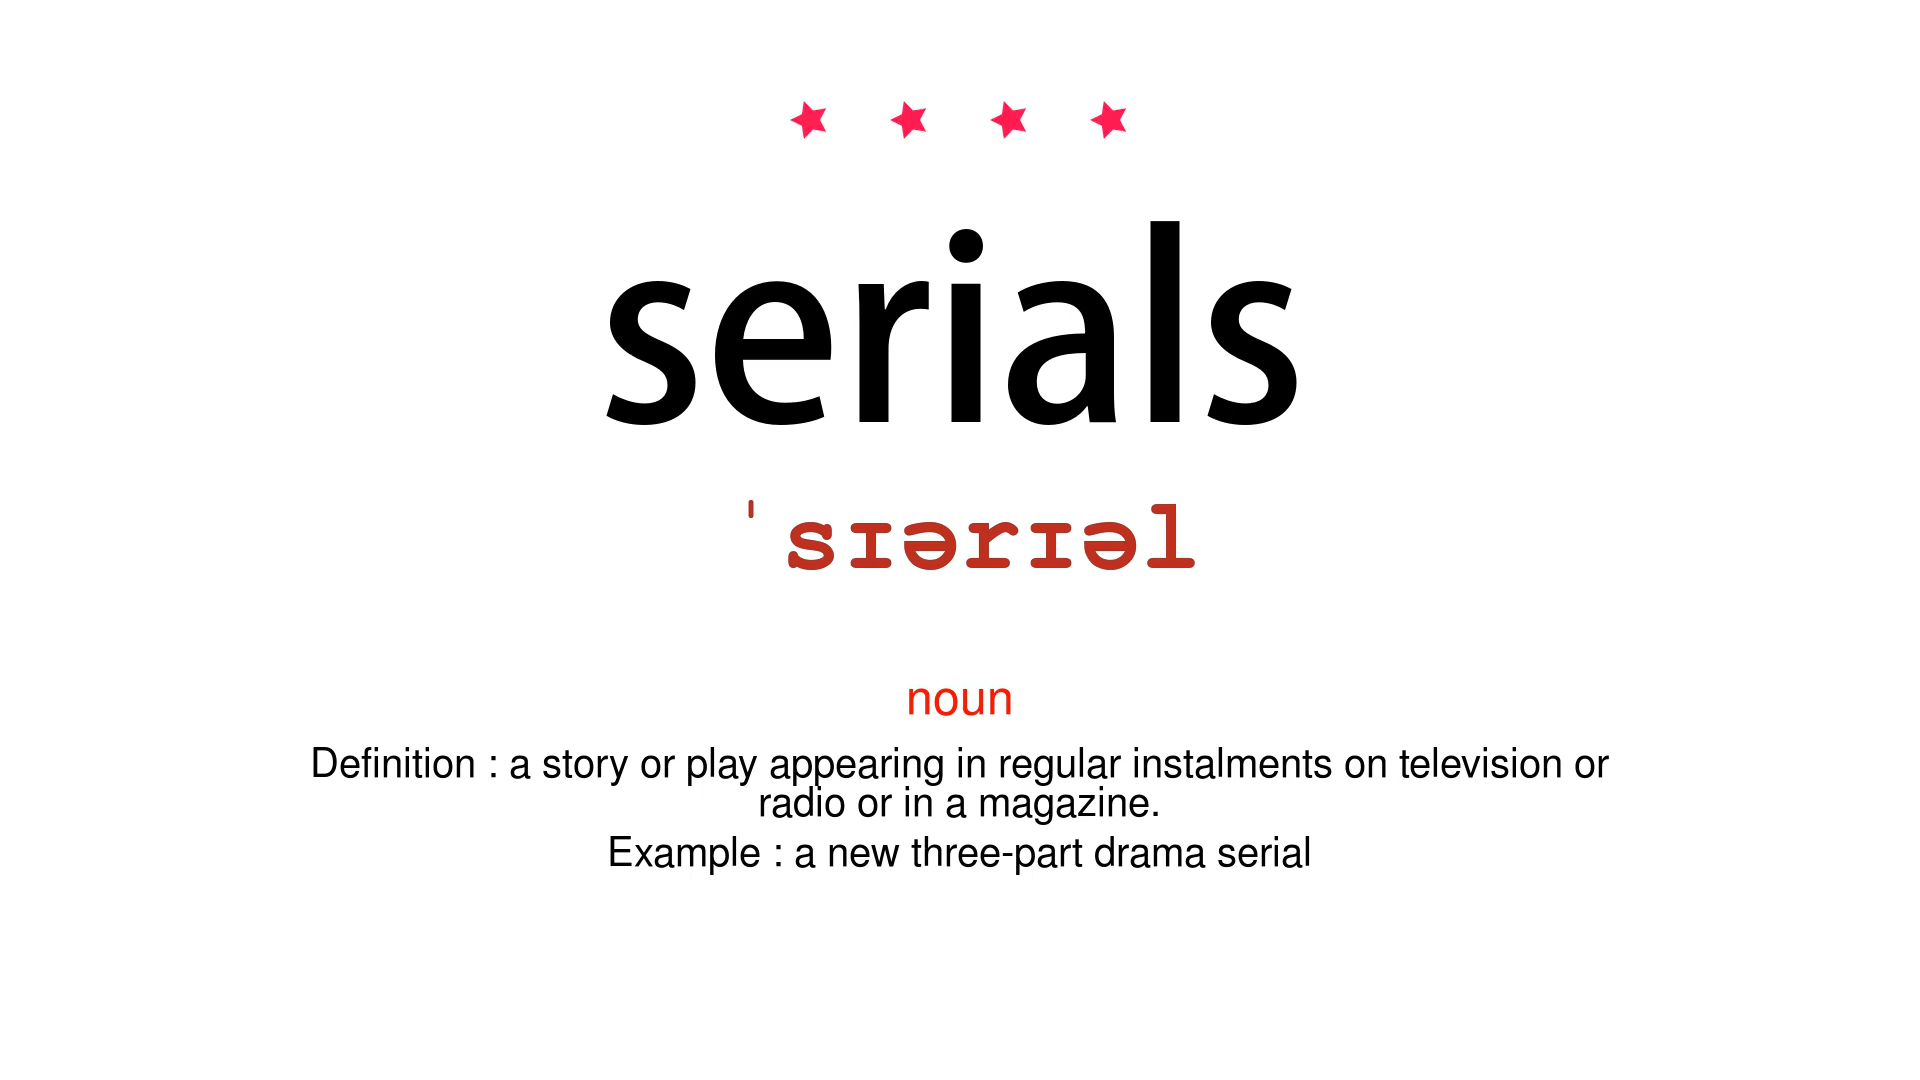 serials
ˈsɪərɪəl
noun
Definition : a story or play appearing in regular instalments on television or
radio or in a magazine.
Example : a new three-part drama serial